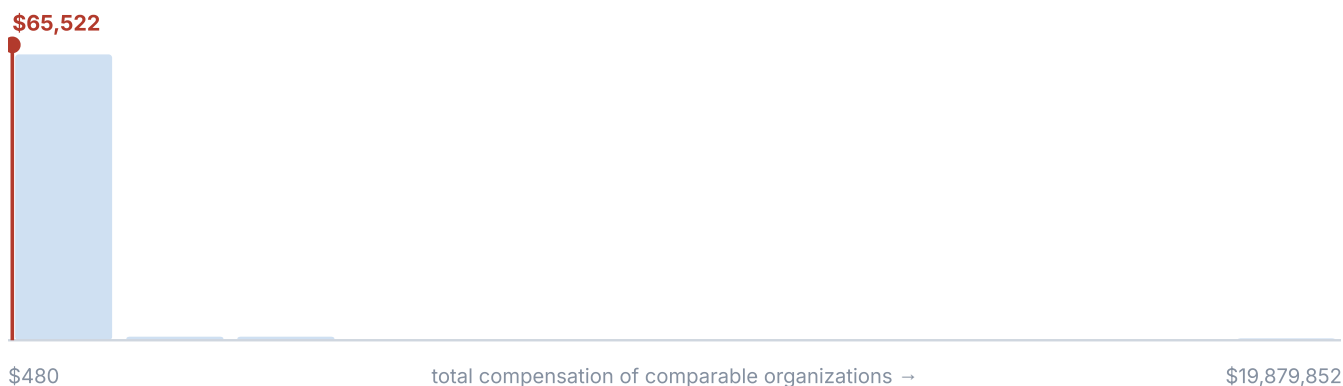 $65,522
$480
total compensation of comparable organizations →
$19,879,852